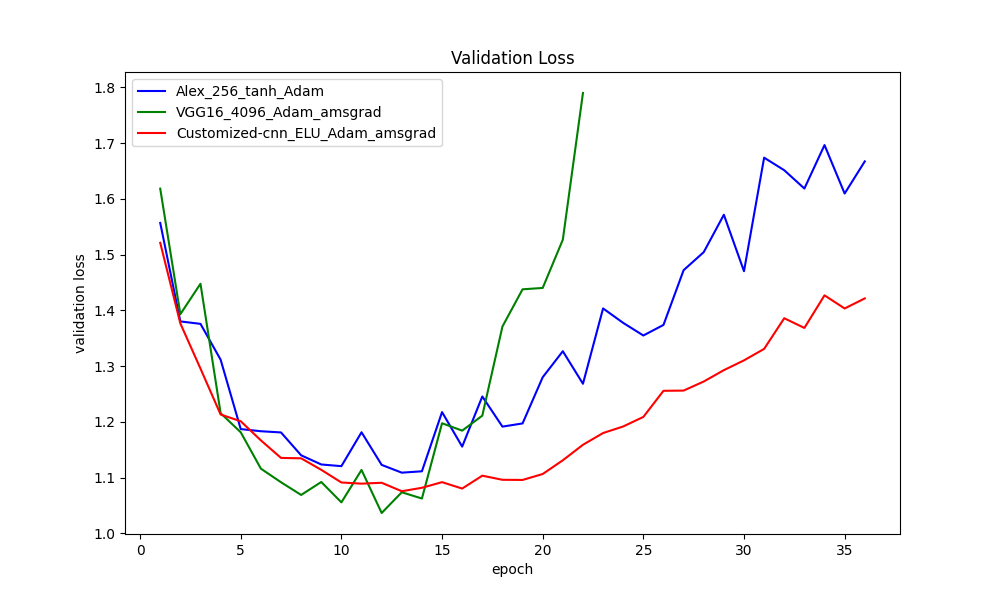 Validation Loss
Alex_256_tanh_Adam
VGG16_4096_Adam_amsgrad
Customized-cnn_ELU_Adam_amsgrad
validation loss
1.8
1.7
1.6
1.5
1.4
1.3
1.2
1.1
1.0
0 5 10 15 20 25 30 35
epoch